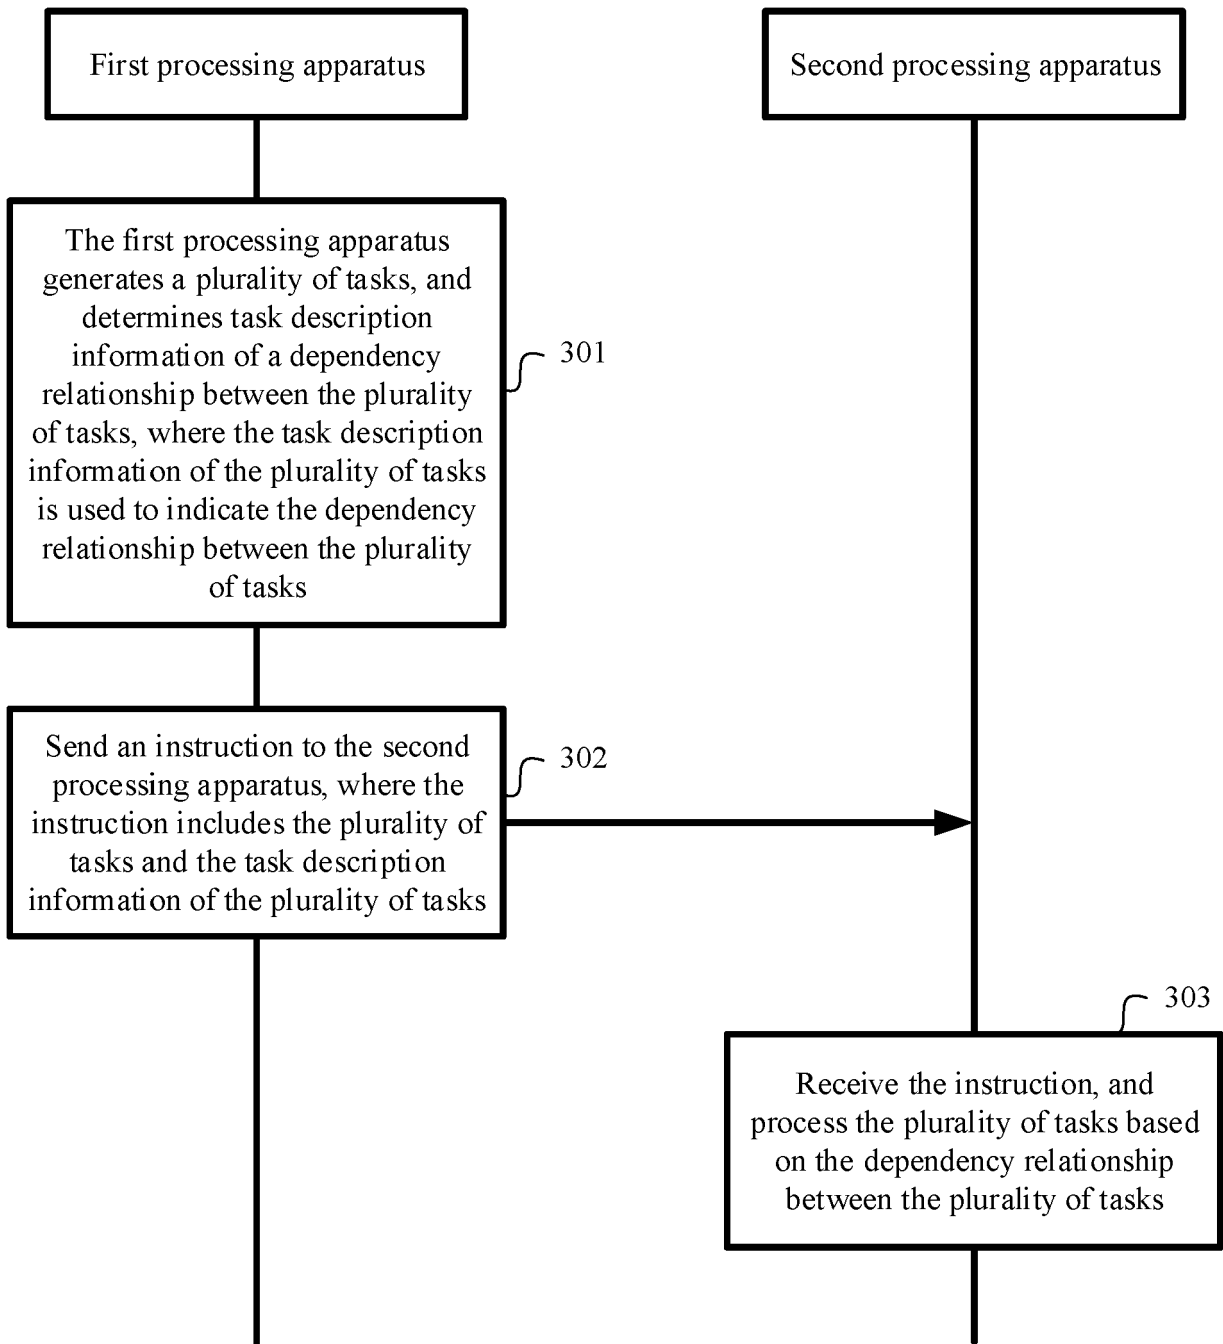 First processing apparatus
Second processing apparatus
The first processing apparatus
generates a plurality of tasks, and
determines task description
information of a dependency
relationship between the plurality
of tasks, where the task description
information of the plurality of tasks
is used to indicate the dependency
relationship between the plurality
of tasks
301
Send an instruction to the second
processing apparatus, where the
instruction includes the plurality of
tasks and the task description
information of the plurality of tasks
302
303
Receive the instruction, and
process the plurality of tasks based
on the dependency relationship
between the plurality of tasks